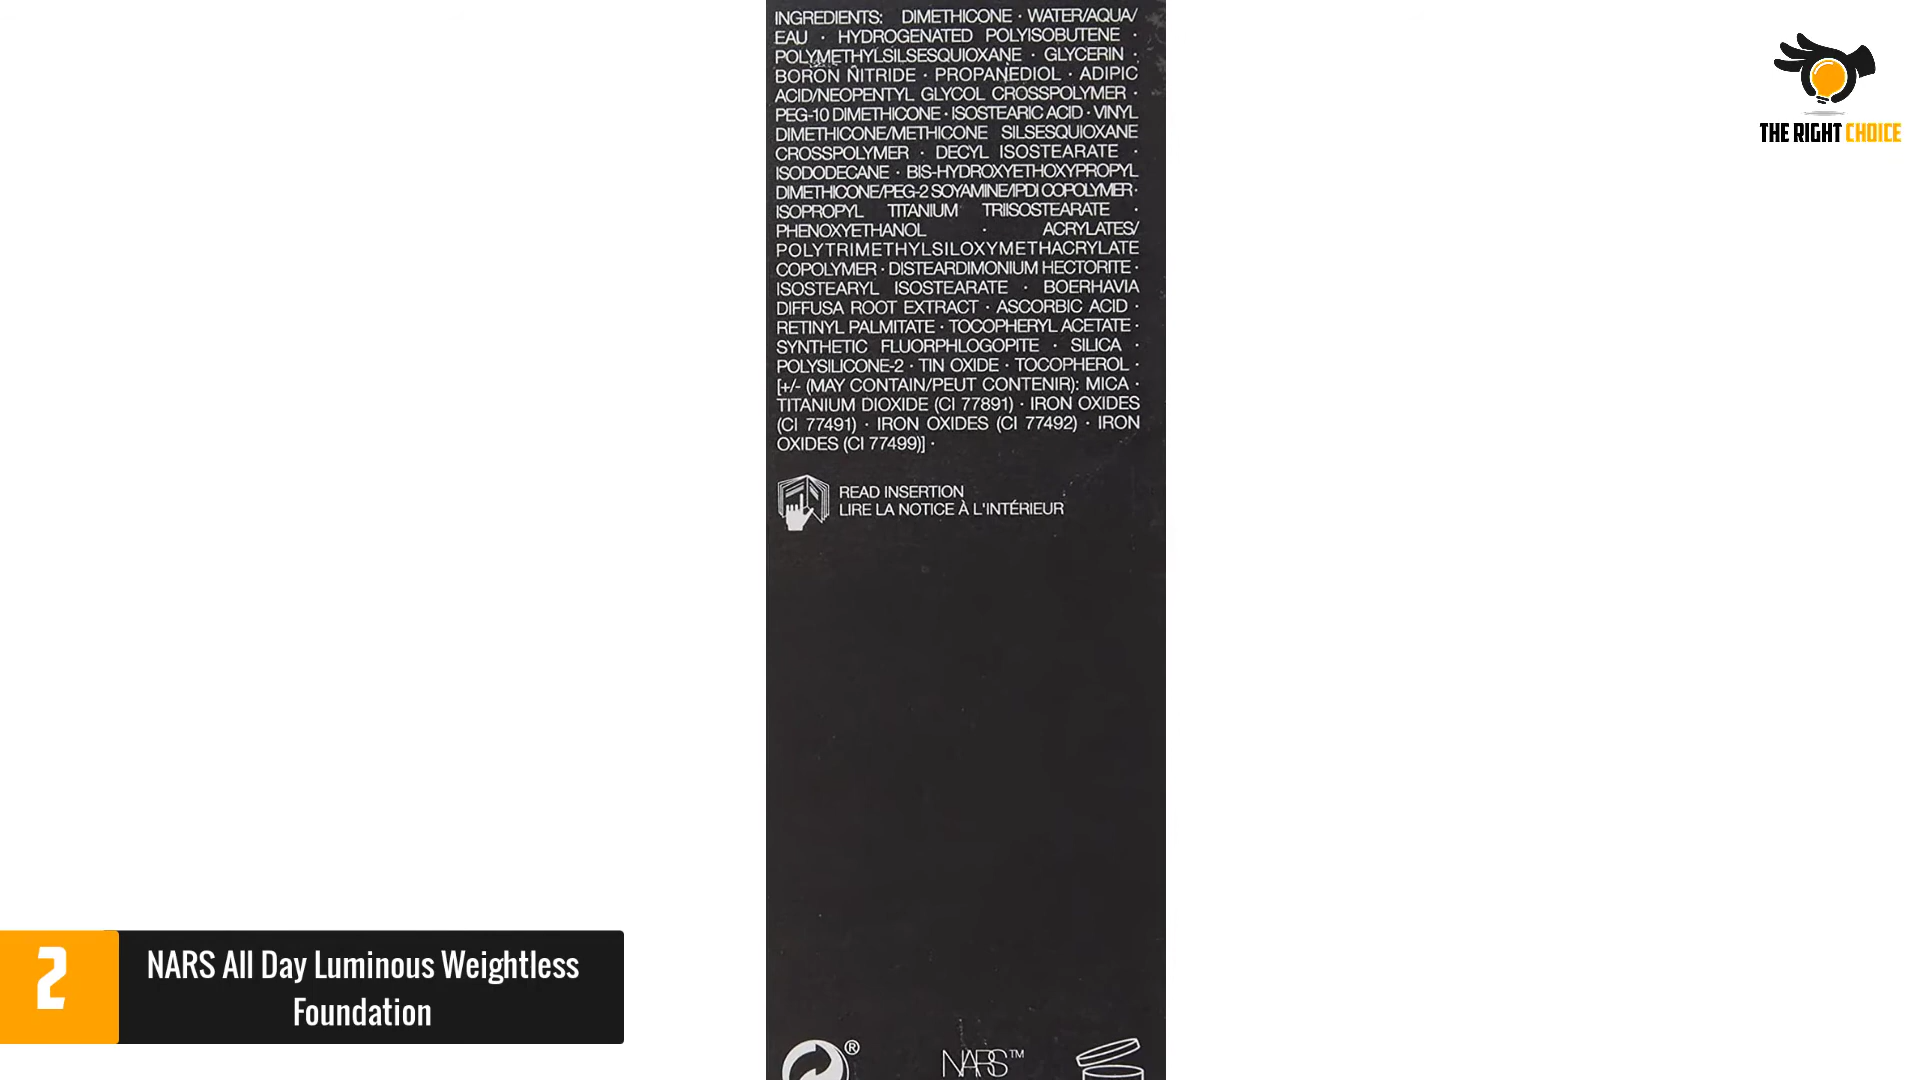 INGREDIENTS: DIMETHICONE · WATER/AQUA/
EAU · HYDROGENATED POLYISOBUTENE ·
POLYMETHYLSILSESQUIOXANE · GLYCERIN ·
BORON NITRIDE · PROPANEDIOL · ADIPIC
ACID/NEOPENTYL GLYCOL CROSSPOLYMER ·
PEG-10 DIMETHICONE · ISOSTEARIC ACID · VINYL
DIMETHICONE/METHICONE SILSESQUIOXANE
CROSSPOLYMER · DECYL ISOSTEARATE ·
ISODODECANE · BIS-HYDROXYETHOXYPROPYL
DIMETHICONE/PEG-2 SOYAMINE/IPDI COPOLYMER ·
ISOPROPYL TITANIUM TRIISOSTEARATE ·
PHENOXYETHANOL · ACRYLATES/
POLYTRIMETHYLSILOXYMETHACRYLATE
COPOLYMER · DISTEARDIMONIUM HECTORITE ·
ISOSTEARYL ISOSTEARATE · BOERHAVIA
DIFFUSA ROOT EXTRACT · ASCORBIC ACID ·
RETINYL PALMITATE · TOCOPHERYL ACETATE ·
SYNTHETIC FLUORPHLOGOPITE · SILICA ·
POLYSILICONE-2 · TIN OXIDE · TOCOPHEROL ·
[+/- (MAY CONTAIN/PEUT CONTENIR): MICA ·
TITANIUM DIOXIDE (CI 77891) · IRON OXIDES
(CI 77491) · IRON OXIDES (CI 77492) · IRON
OXIDES (CI 77499)] ·
READ INSERTION
LIRE LA NOTICE À L'INTÉRIEUR
®
NARS™
THE RIGHT CHOICE
2
NARS All Day Luminous Weightless
Foundation